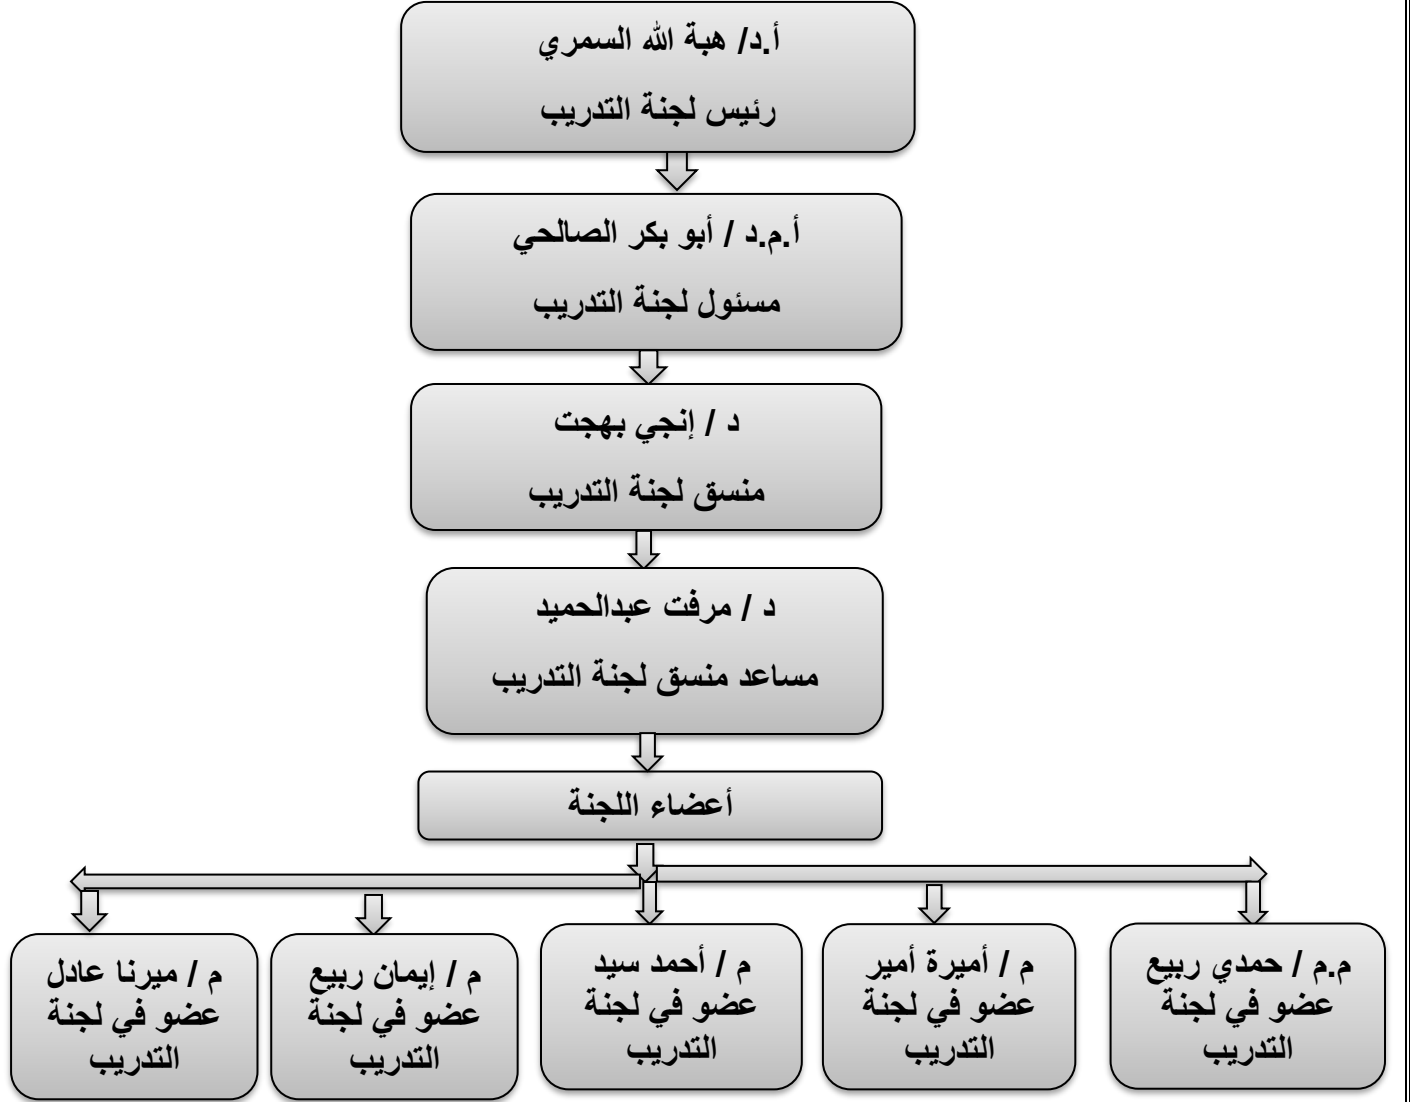 أ.د/ هبة الله السمري
رئيس لجنة التدريب
أ.م.د / أبو بكر الصالحي
مسئول لجنة التدريب
د / إنجي بهجت
منسق لجنة التدريب
د / مرفت عبدالحميد
مساعد منسق لجنة التدريب
أعضاء اللجنة
م.م / حمدي ربيع
عضو في لجنة
التدريب
م / أميرة أمير
عضو في لجنة
التدريب
م / أحمد سيد
عضو في لجنة
التدريب
م / إيمان ربيع
عضو في لجنة
التدريب
م / ميرنا عادل
عضو في لجنة
التدريب